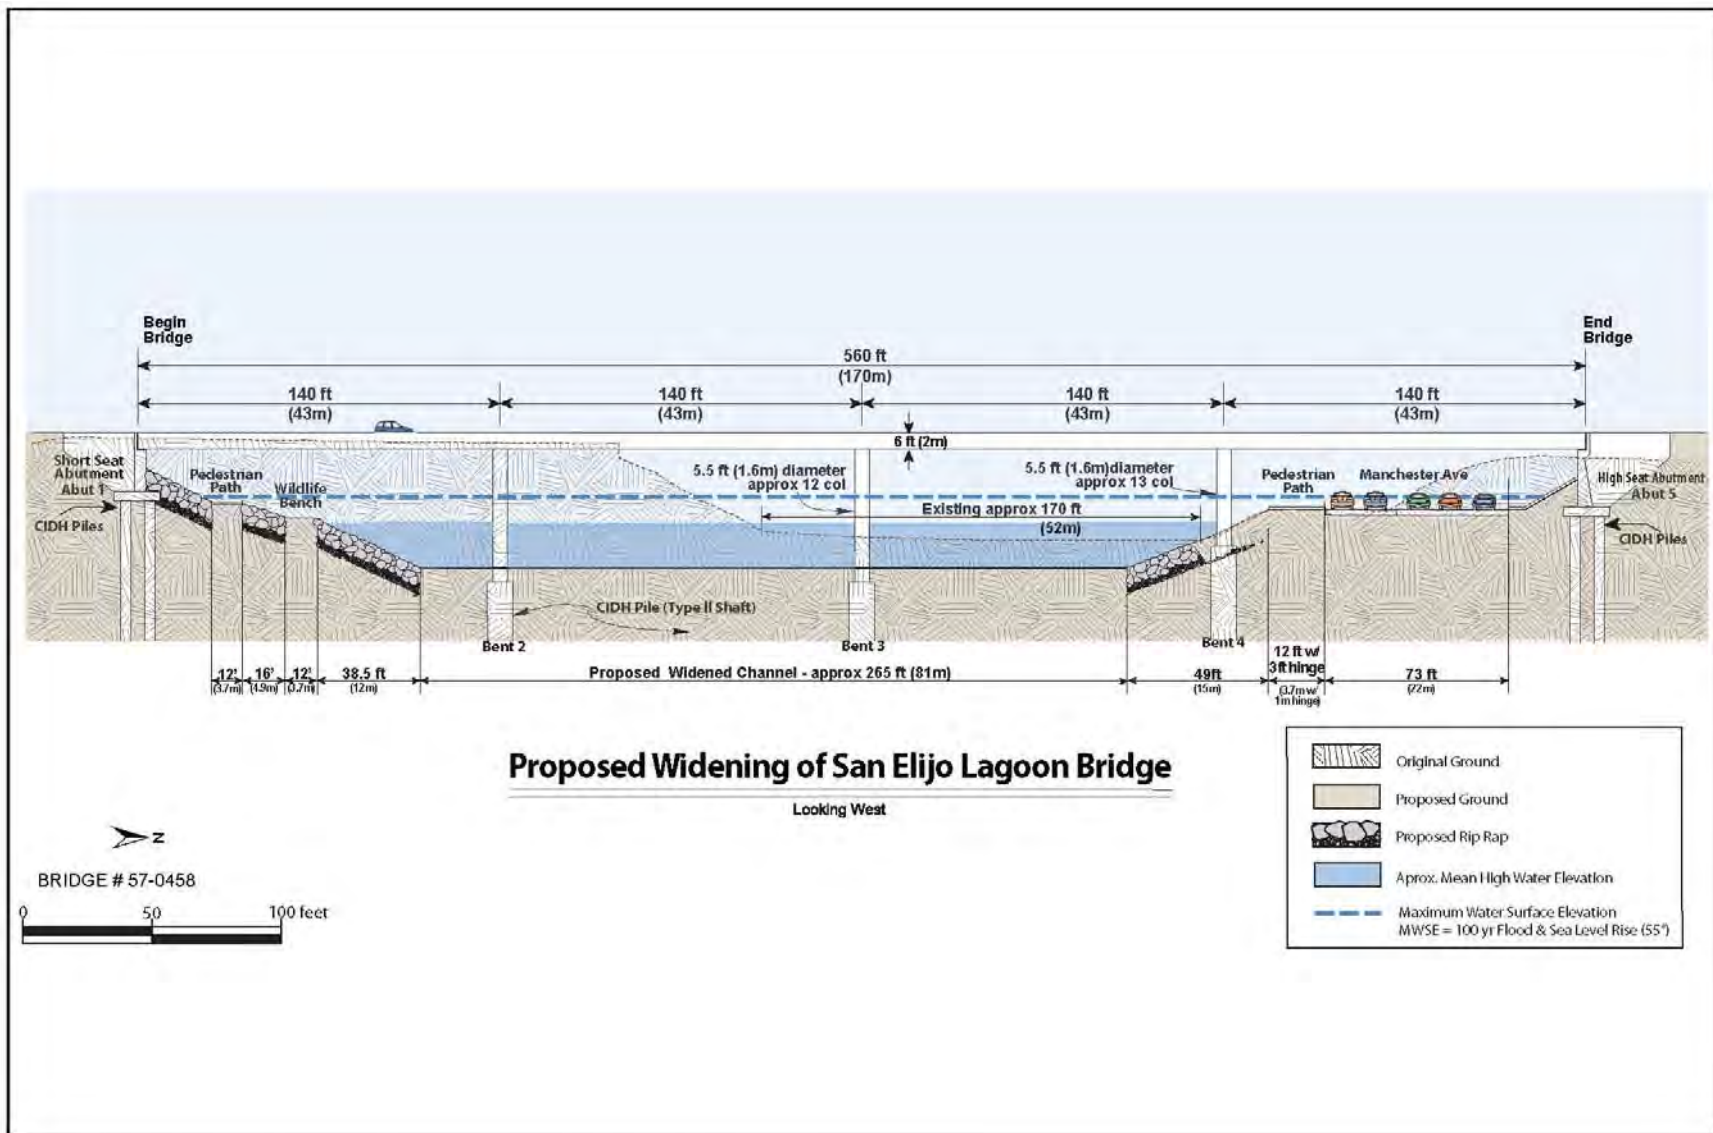 Begin
Bridge
End
Bridge
560 ft
(170m)
140 ft
(43m)
140 ft
(43m)
140 ft
(43m)
140 ft
(43m)
6 ft (2m)
Short Seat
Abutment
Abut 1
CIDH Piles
Pedestrian
Path
Wildlife
Bench
5.5 ft (1.6m) diameter
approx 12 col
5.5 ft (1.6m)diameter
approx 13 col
Pedestrian
Path
Manchester Ave
High Seat Abutment
Abut 5
CIDH Piles
Existing approx 170 ft
(52m)
CIDH Pile (Type II Shaft)
Bent 2
Bent 3
Bent 4
12'
(3.7m)
16'
(4.9m)
12'
(3.7m)
38.5 ft
(12m)
Proposed Widened Channel - approx 265 ft (81m)
49ft
(15m)
12 ft w/
3ft hinge
(3.7m w/
1m hinge)
73 ft
(22m)
Proposed Widening of San Elijo Lagoon Bridge
Looking West
N
BRIDGE # 57-0458
0 50 100 feet
Original Ground
Proposed Ground
Proposed Rip Rap
Aprox. Mean High Water Elevation
Maximum Water Surface Elevation
MWSE = 100 yr Flood & Sea Level Rise (55")